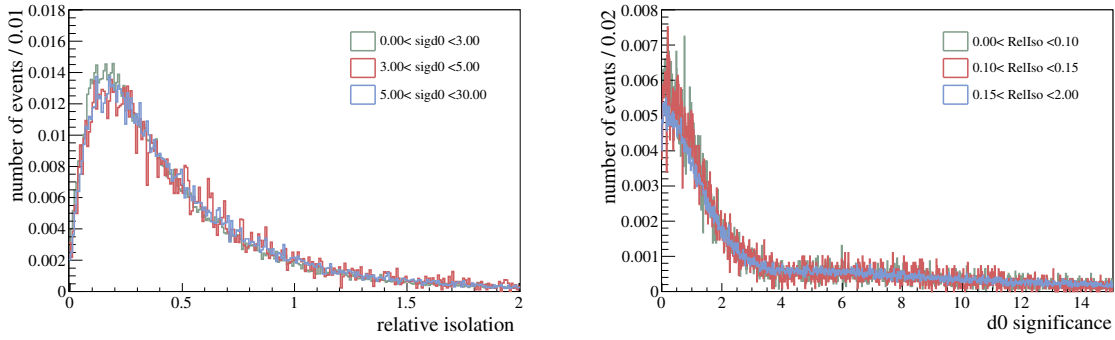 number of events / 0.01
0.018
0.016
0.014
0.012
0.01
0.008
0.006
0.004
0.002
0
0.00< sigd0 <3.00
3.00< sigd0 <5.00
5.00< sigd0 <30.00
0 0.5 1 1.5 2
relative isolation
number of events / 0.02
0.008
0.007
0.006
0.005
0.004
0.003
0.002
0.001
0
0.00< RelIso <0.10
0.10< RelIso <0.15
0.15< RelIso <2.00
0 2 4 6 8 10 12 14
d0 significance